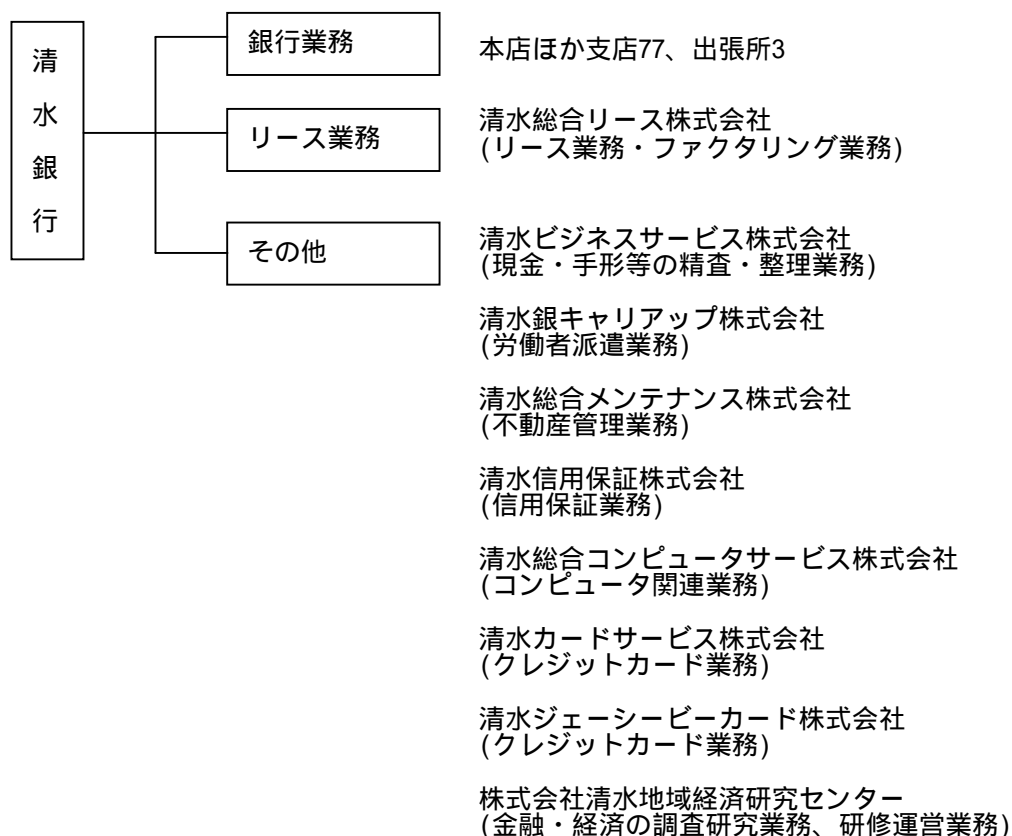 清水銀行
銀行業務
本店ほか支店77、出張所3
リース業務
清水総合リース株式会社
(リース業務・ファクタリング業務)
その他
清水ビジネスサービス株式会社
(現金・手形等の精査・整理業務)
清水銀キャリアップ株式会社
(労働者派遣業務)
清水総合メンテナンス株式会社
(不動産管理業務)
清水信用保証株式会社
(信用保証業務)
清水総合コンピュータサービス株式会社
(コンピュータ関連業務)
清水カードサービス株式会社
(クレジットカード業務)
清水ジェーシービーカード株式会社
(クレジットカード業務)
株式会社清水地域経済研究センター
(金融・経済の調査研究業務、研修運営業務)